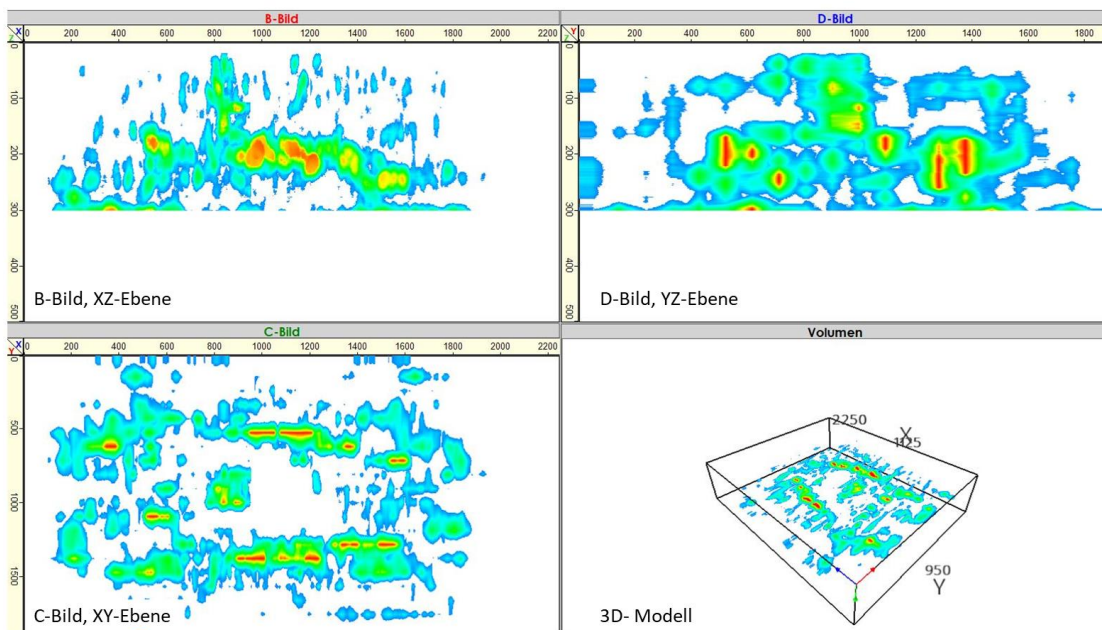 B-Bild
X
Z
0 200 400 600 800 1000 1200 1400 1600 1800 2000 2200
0
100
200
300
400
500
B-Bild, XZ-Ebene
D-Bild
Y
Z
0 200 400 600 800 1000 1200 1400 1600 1800
0
100
200
300
400
500
D-Bild, YZ-Ebene
C-Bild
X
Y
0 200 400 600 800 1000 1200 1400 1600 1800 2000 2200
0
500
1000
1500
C-Bild, XY-Ebene
Volumen
2250
X
1125
950
Y
3D- Modell